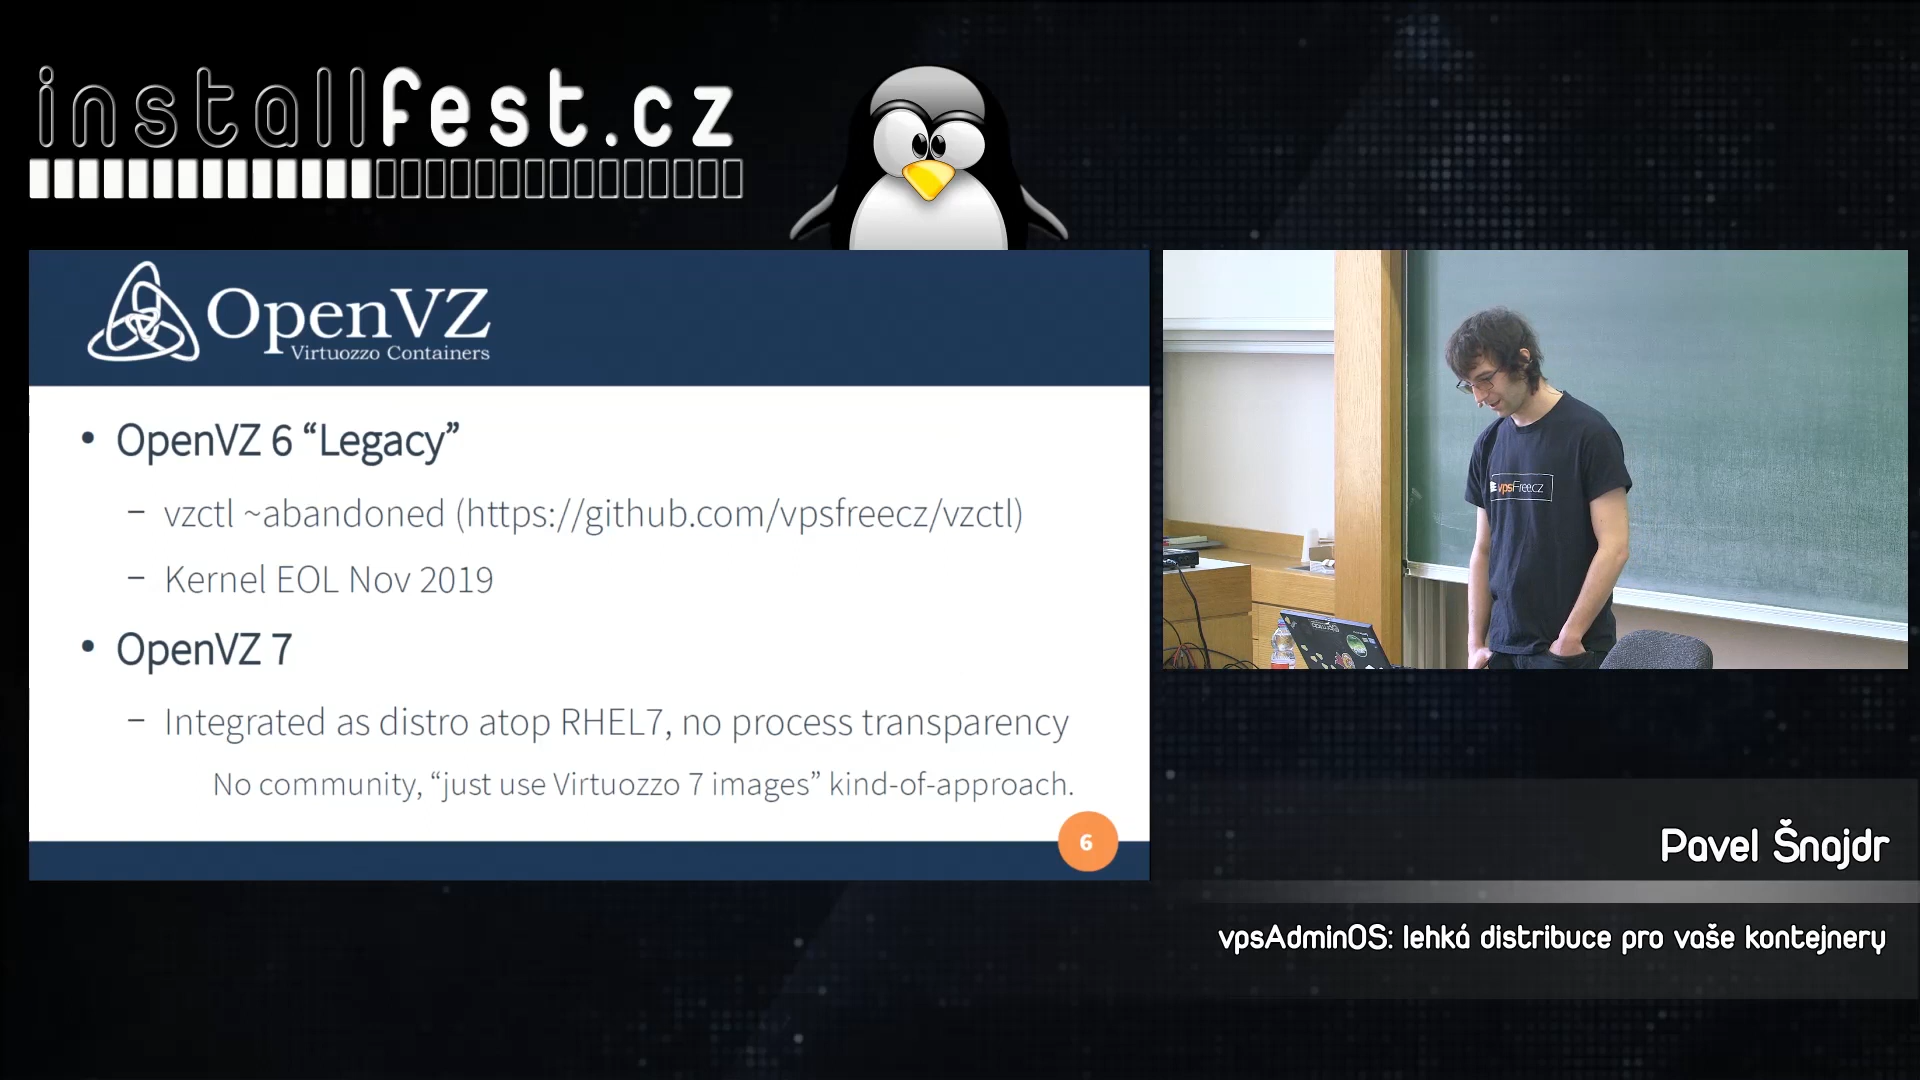 installfest.cz
OpenVZ
Virtuozzo Containers
• OpenVZ 6 “Legacy”
– vzctl ~abandoned (https://github.com/vpsfreecz/vzctl)
– Kernel EOL Nov 2019
• OpenVZ 7
– Integrated as distro atop RHEL7, no process transparency
No community, “just use Virtuozzo 7 images” kind-of-approach.
6
vpsFreecz
Pavel Šnajdr
vpsAdminOS: lehká distribuce pro vaše kontejnery